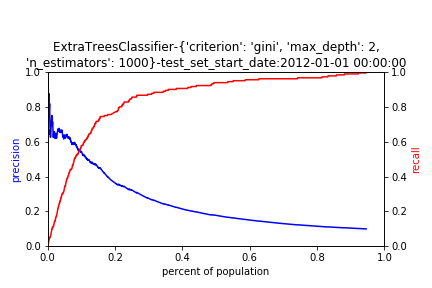 ExtraTreesClassifier-{'criterion': 'gini', 'max_depth': 2,
'n_estimators': 1000}-test_set_start_date:2012-01-01 00:00:00
1.0 1.0
0.8 0.8
0.6 0.6
precision recall
0.4 0.4
0.2 0.2
0.0 0.0
0.0 0.2 0.4 0.6 0.8 1.0
percent of population